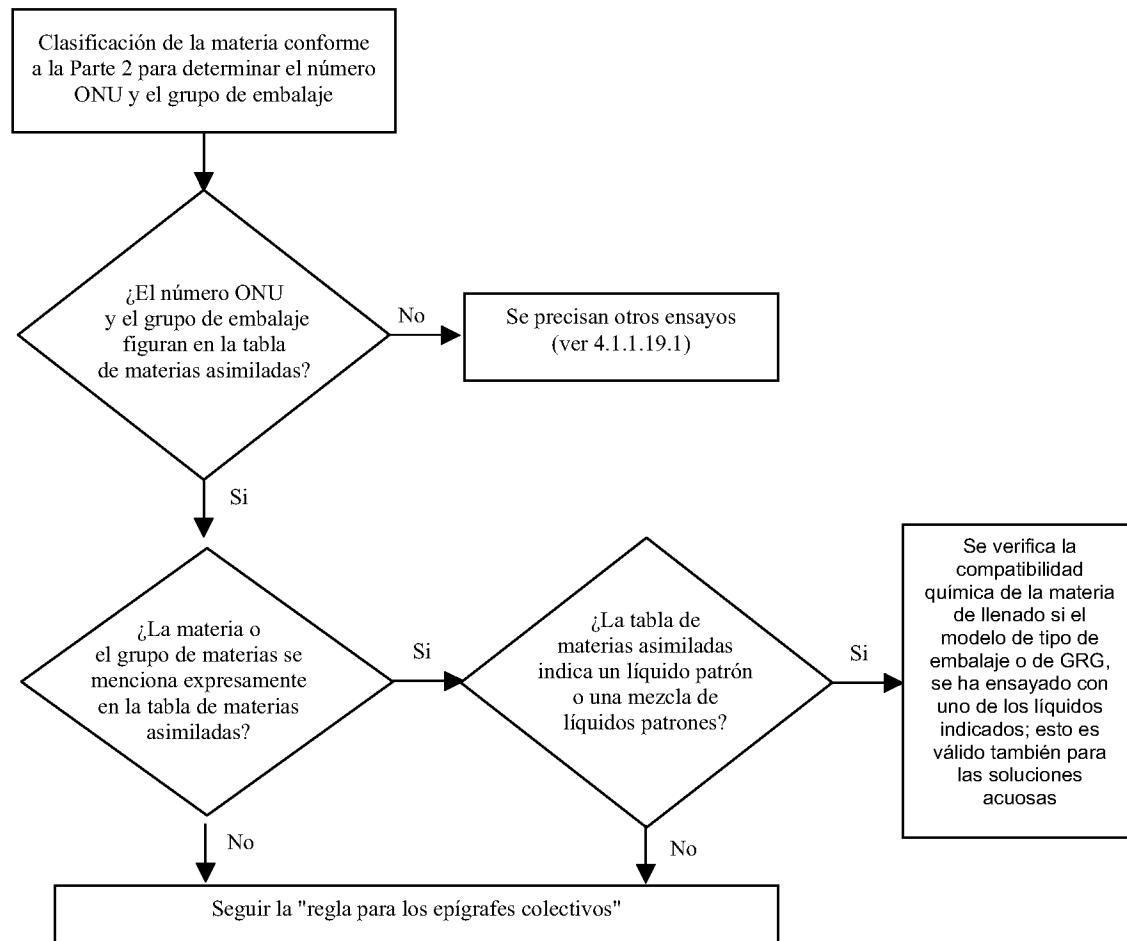 Clasificación de la materia conforme
a la Parte 2 para determinar el número
ONU y el grupo de embalaje
¿El número ONU
y el grupo de embalaje
figuran en la tabla
de materias asimiladas?
No
Se precisan otros ensayos
(ver 4.1.1.19.1)
Si
¿La materia o
el grupo de materias se
menciona expresamente
en la tabla de materias
asimiladas?
Si
¿La tabla de
materias asimiladas
indica un líquido patrón
o una mezcla de
líquidos patrones?
Si
Se verifica la
compatibilidad
química de la materia
de llenado si el
modelo de tipo de
embalaje o de GRG,
se ha ensayado con
uno de los líquidos
indicados; esto es
válido también para
las soluciones
acuosas
No
No
Seguir la "regla para los epígrafes colectivos"